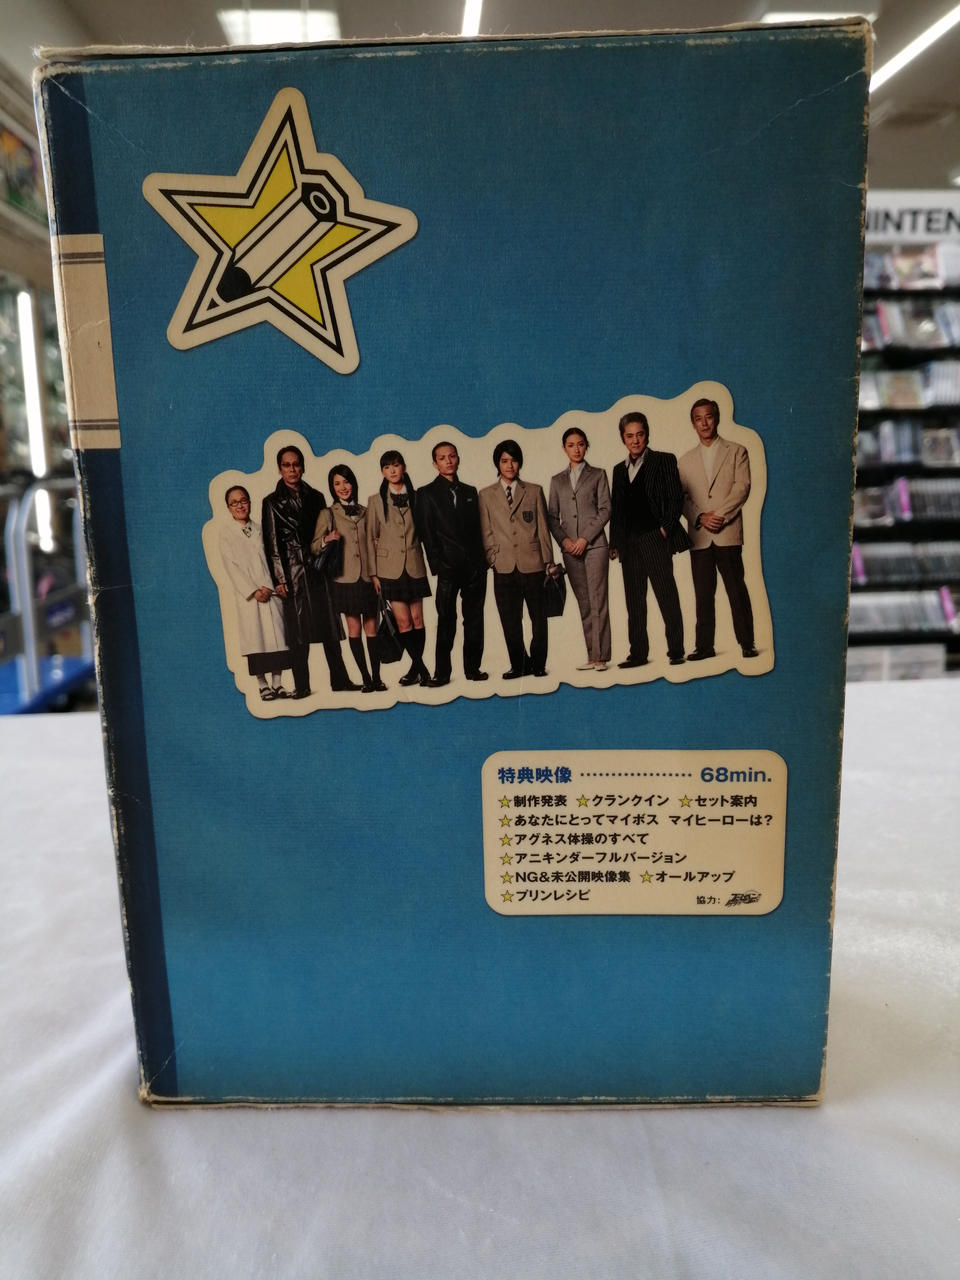 NINTEN
特典映像 ………………… 68min.
☆制作発表 ☆クランクイン ☆セット案内
☆あなたにとってマイボス マイヒーローは?
☆アグネス体操のすべて
☆アニキンダーフルバージョン
☆NG&未公開映像集 ☆オールアップ
☆プリンレシピ
協力: